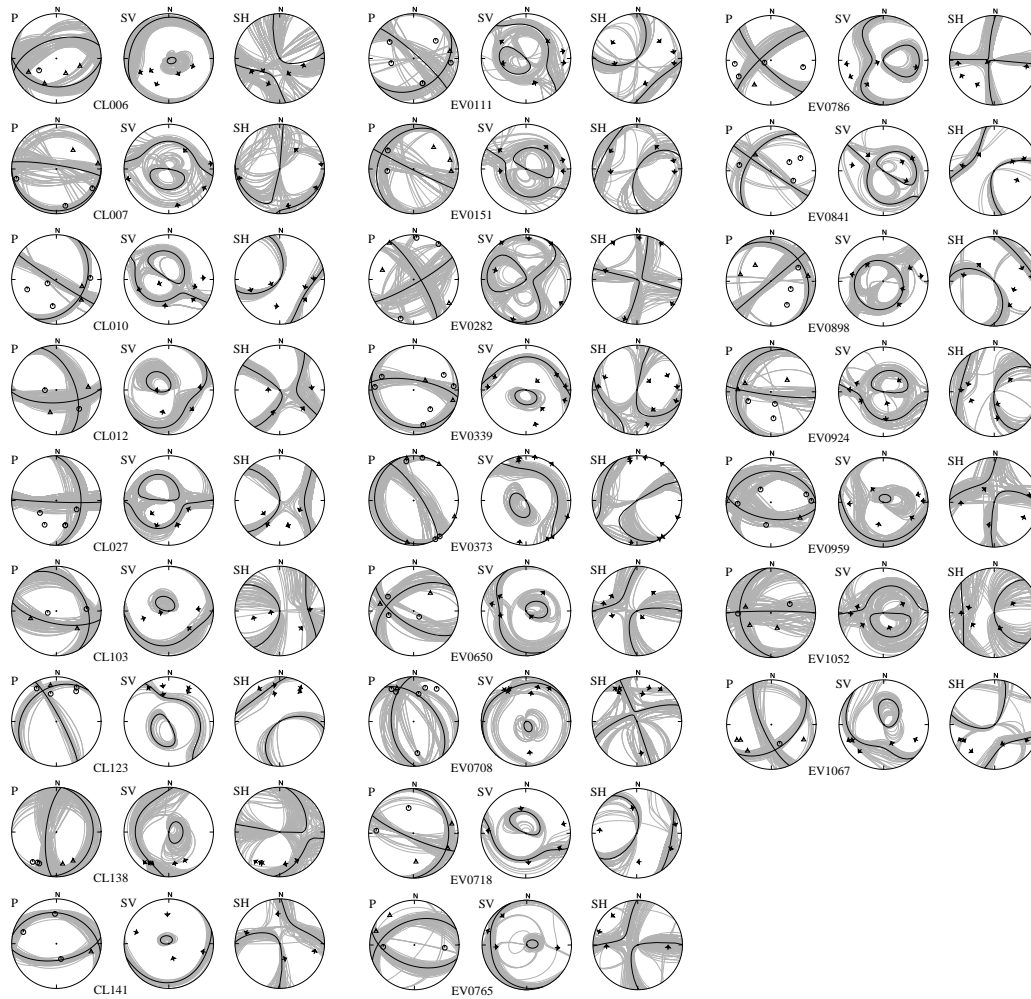 N N N
P SV SH
CL006
N N N
P SV SH
CL007
N N N
P SV SH
CL010
N N N
P SV SH
CL012
N N N
P SV SH
CL027
N N N
P SV SH
CL103
N N N
P SV SH
CL123
N N N
P SV SH
CL138
N N N
P SV SH
CL141
N N N
P SV SH
EV0111
N N N
P SV SH
EV0151
N N N
P SV SH
EV0282
N N N
P SV SH
EV0339
N N N
P SV SH
EV0373
N N N
P SV SH
EV0650
N N N
P SV SH
EV0708
N N N
P SV SH
EV0718
N N N
P SV SH
EV0765
N N N
P SV SH
EV0786
N N N
P SV SH
EV0841
N N N
P SV SH
EV0898
N N N
P SV SH
EV0924
N N N
P SV SH
EV0959
N N N
P SV SH
EV1052
N N N
P SV SH
EV1067